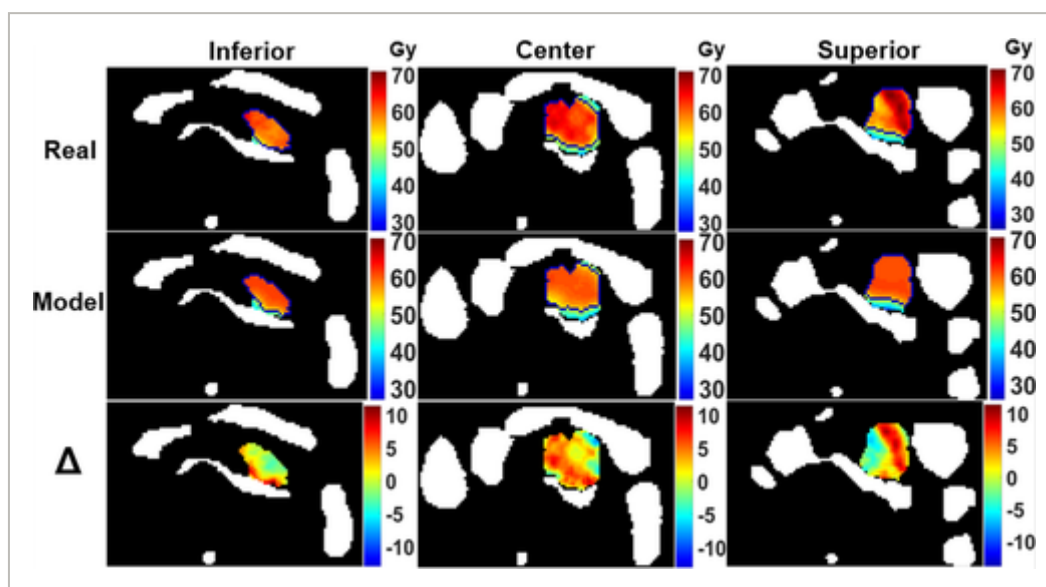 Inferior Gy Center Gy Superior Gy
Real 70 60 50 40 30 70 60 50 40 30 70 60 50 40 30
Model 70 60 50 40 30 70 60 50 40 30 70 60 50 40 30
Δ 10 5 0 -5 -10 10 5 0 -5 -10 10 5 0 -5 -10